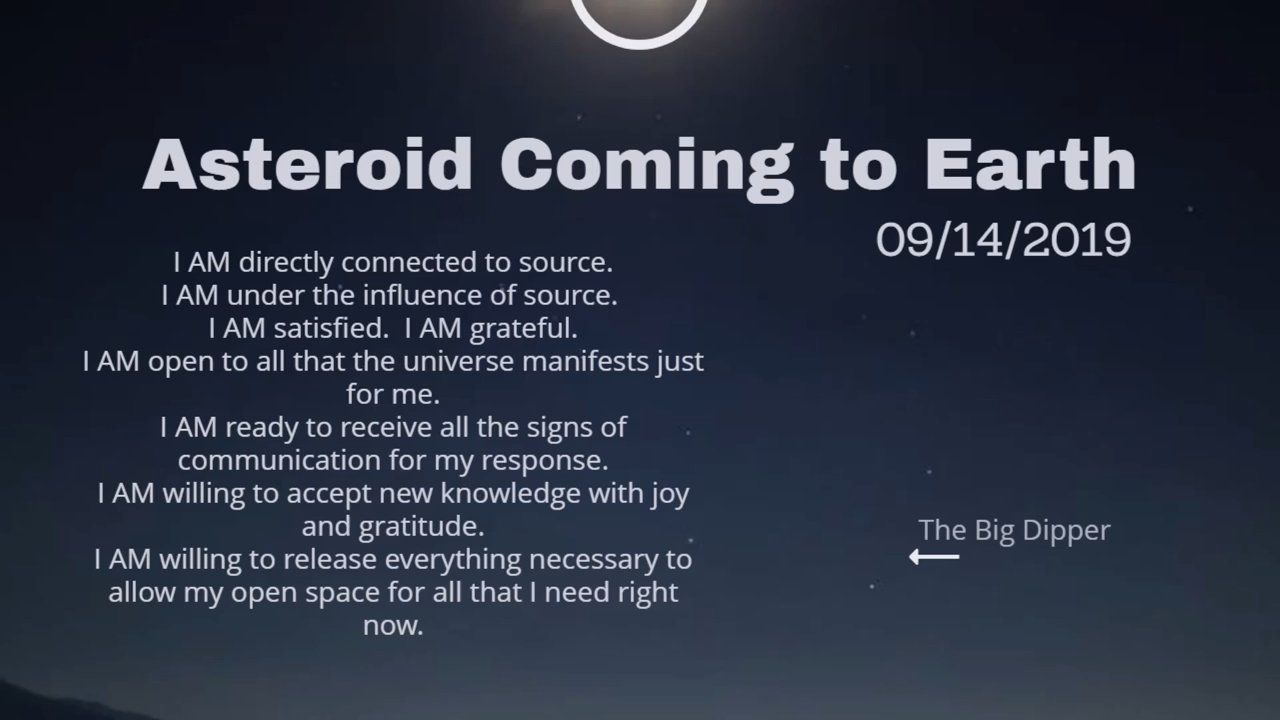 Asteroid Coming to Earth
09/14/2019
I AM directly connected to source.
I AM under the influence of source.
I AM satisfied.  I AM grateful.
I AM open to all that the universe manifests just
for me.
I AM ready to receive all the signs of
communication for my response.
I AM willing to accept new knowledge with joy
and gratitude.
I AM willing to release everything necessary to
allow my open space for all that I need right
now.
The Big Dipper